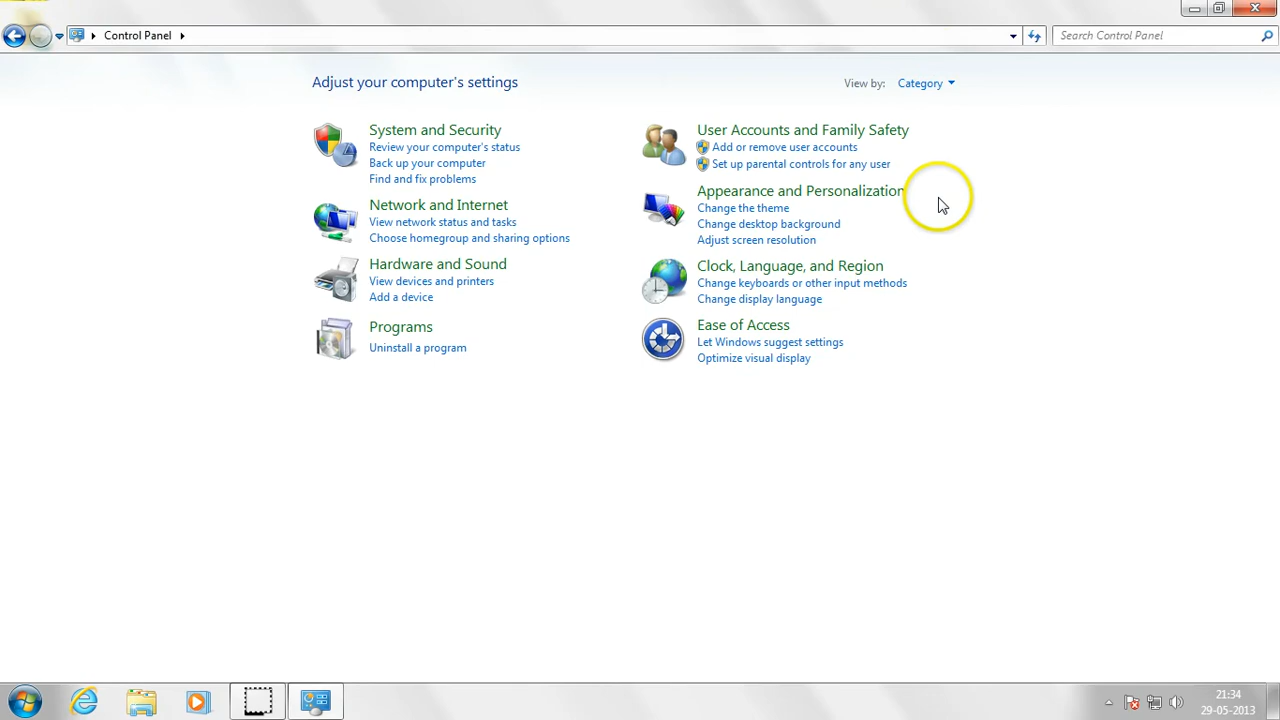 Control Panel
Search Control Panel
Adjust your computer's settings
View by: Category
System and Security
Review your computer's status
Back up your computer
Find and fix problems
Network and Internet
View network status and tasks
Choose homegroup and sharing options
Hardware and Sound
View devices and printers
Add a device
Programs
Uninstall a program
User Accounts and Family Safety
Add or remove user accounts
Set up parental controls for any user
Appearance and Personalization
Change the theme
Change desktop background
Adjust screen resolution
Clock, Language, and Region
Change keyboards or other input methods
Change display language
Ease of Access
Let Windows suggest settings
Optimize visual display
21:34
29-05-2013